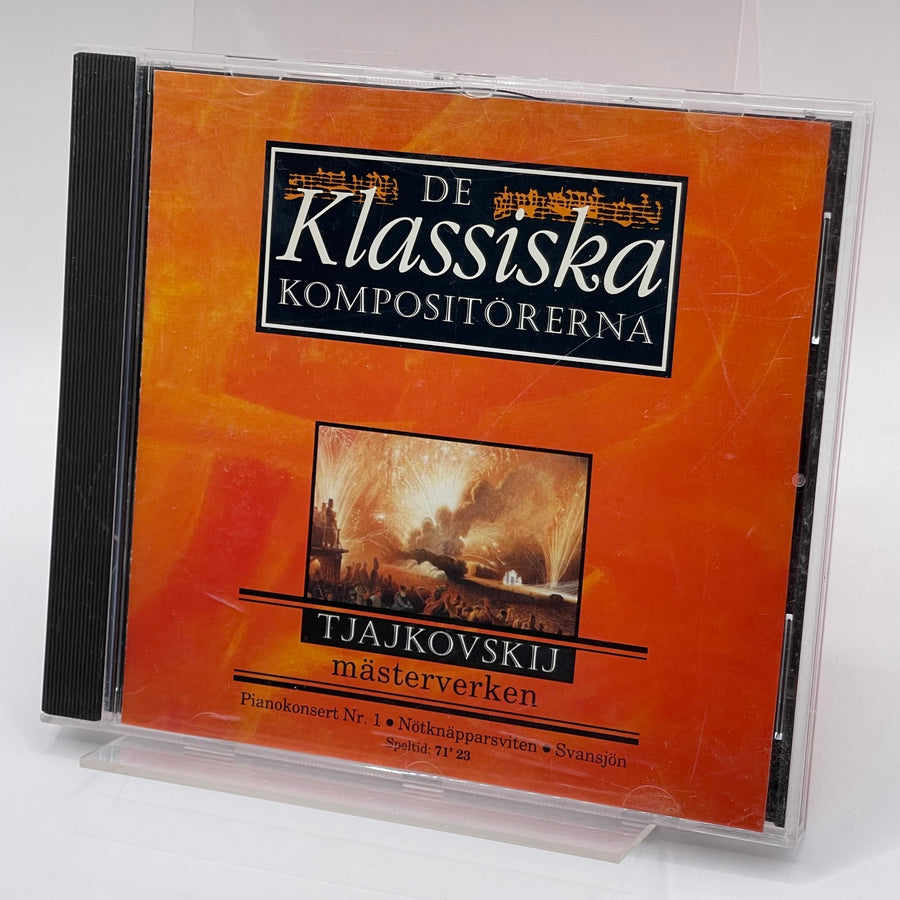 DE
Klassiska
KOMPOSITÖRERNA
TJAJKOVSKIJ
mästerverken
Pianokonsert Nr. 1 • Nötknäpparsviten • Svansjön
Speltid: 71' 23